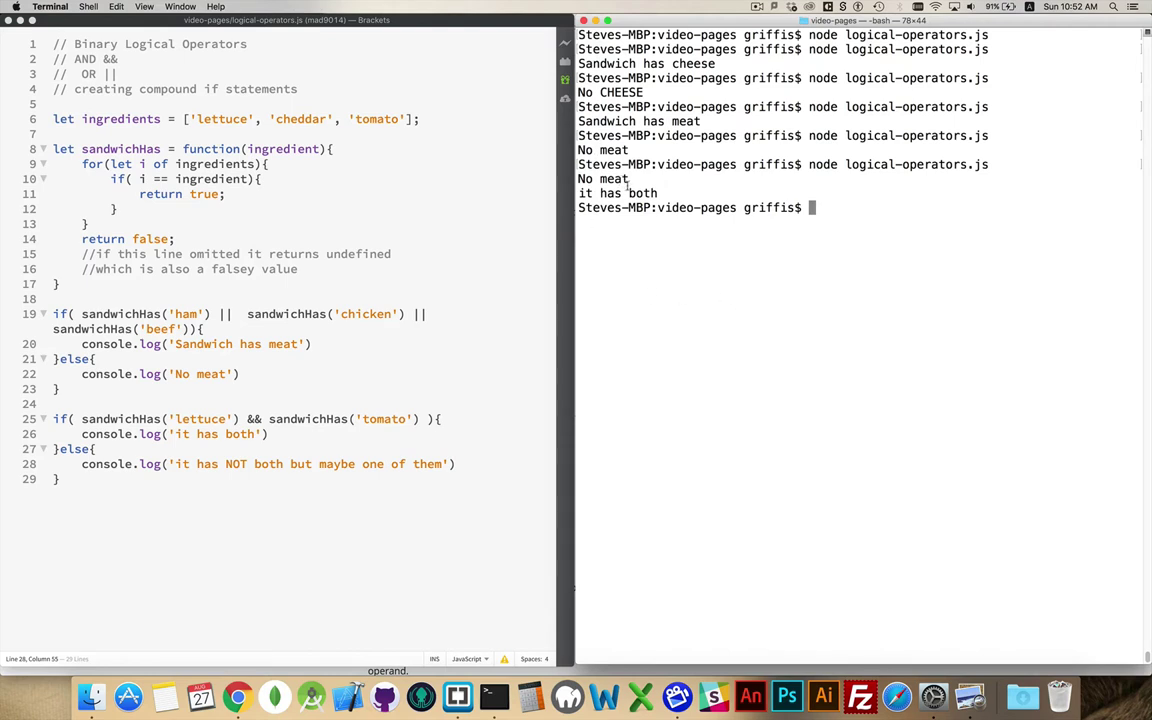 Terminal Shell Edit View Window Help
91% Sun 10:52 AM
video-pages/logical-operators.js (mad9014) — Brackets
1 // Binary Logical Operators
2 // AND &&
3 //  OR ||
4 // creating compound if statements
5
6 let ingredients = ['lettuce', 'cheddar', 'tomato'];
7
8 let sandwichHas = function(ingredient){
9     for(let i of ingredients){
10         if( i == ingredient){
11             return true;
12         }
13     }
14     return false;
15     //if this line omitted it returns undefined
16     //which is also a falsey value
17 }
18
19 if( sandwichHas('ham') ||  sandwichHas('chicken') ||
sandwichHas('beef')){
20     console.log('Sandwich has meat')
21 }else{
22     console.log('No meat')
23 }
24
25 if( sandwichHas('lettuce') && sandwichHas('tomato') ){
26     console.log('it has both')
27 }else{
28     console.log('it has NOT both but maybe one of them')
29 }
Line 28, Column 55 — 29 Lines
INS JavaScript Spaces: 4
video-pages — -bash — 78×44
Steves-MBP:video-pages griffis$ node logical-operators.js
Steves-MBP:video-pages griffis$ node logical-operators.js
Sandwich has cheese
Steves-MBP:video-pages griffis$ node logical-operators.js
No CHEESE
Steves-MBP:video-pages griffis$ node logical-operators.js
Sandwich has meat
Steves-MBP:video-pages griffis$ node logical-operators.js
No meat
Steves-MBP:video-pages griffis$ node logical-operators.js
No meat
it has both
Steves-MBP:video-pages griffis$
operand.
AUG
27
An Ps Ai Fz